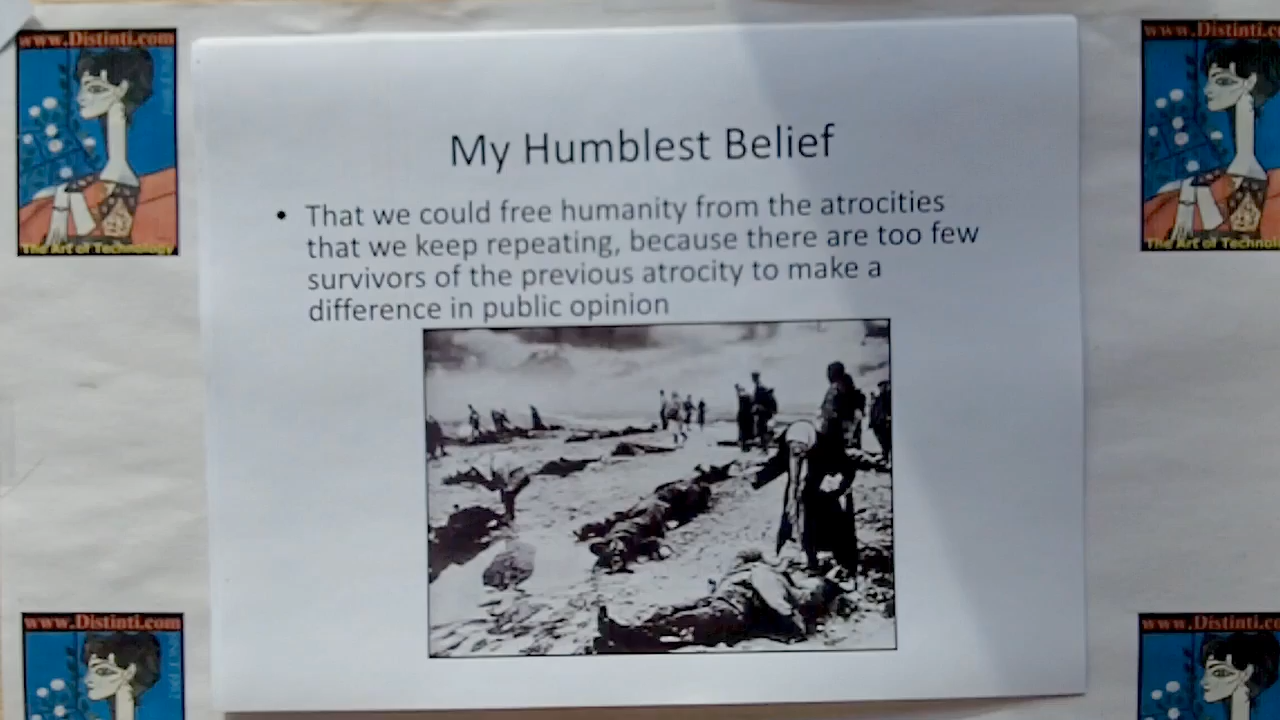 www.Distinti.com
www.Distinti.c
My Humblest Belief
• That we could free humanity from the atrocities
that we keep repeating, because there are too few
survivors of the previous atrocity to make a
difference in public opinion
The Art of Technology
The Art of Technol
www.Distinti.com
www.Distinti.c